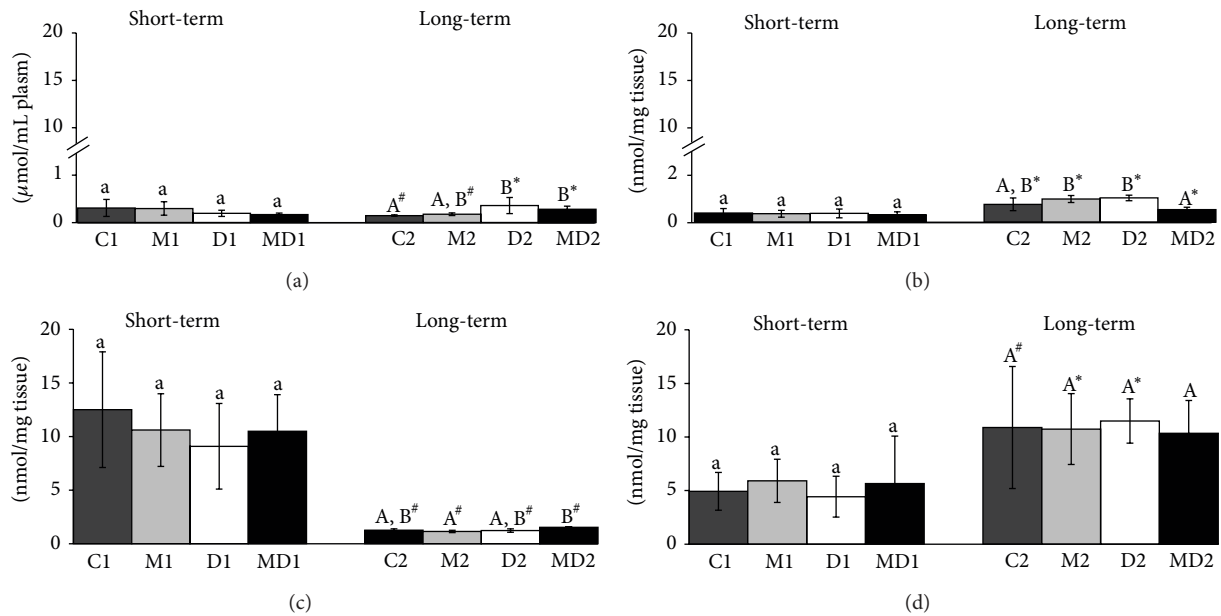 Short-term Long-term
20
15
10
1
0
(μmol/mL plasm)
a a a a A# A, B# B* B*
C1 M1 D1 MD1 C2 M2 D2 MD2
(a)
Short-term Long-term
20
15
10
2
0
(nmol/mg tissue)
a a a a A, B* B* B* A*
C1 M1 D1 MD1 C2 M2 D2 MD2
(b)
Short-term Long-term
20
15
10
5
0
(nmol/mg tissue)
a a a a A, B# A# A, B# B#
C1 M1 D1 MD1 C2 M2 D2 MD2
(c)
Short-term Long-term
20
15
10
5
0
(nmol/mg tissue)
a a a a A# A* A* A
C1 M1 D1 MD1 C2 M2 D2 MD2
(d)